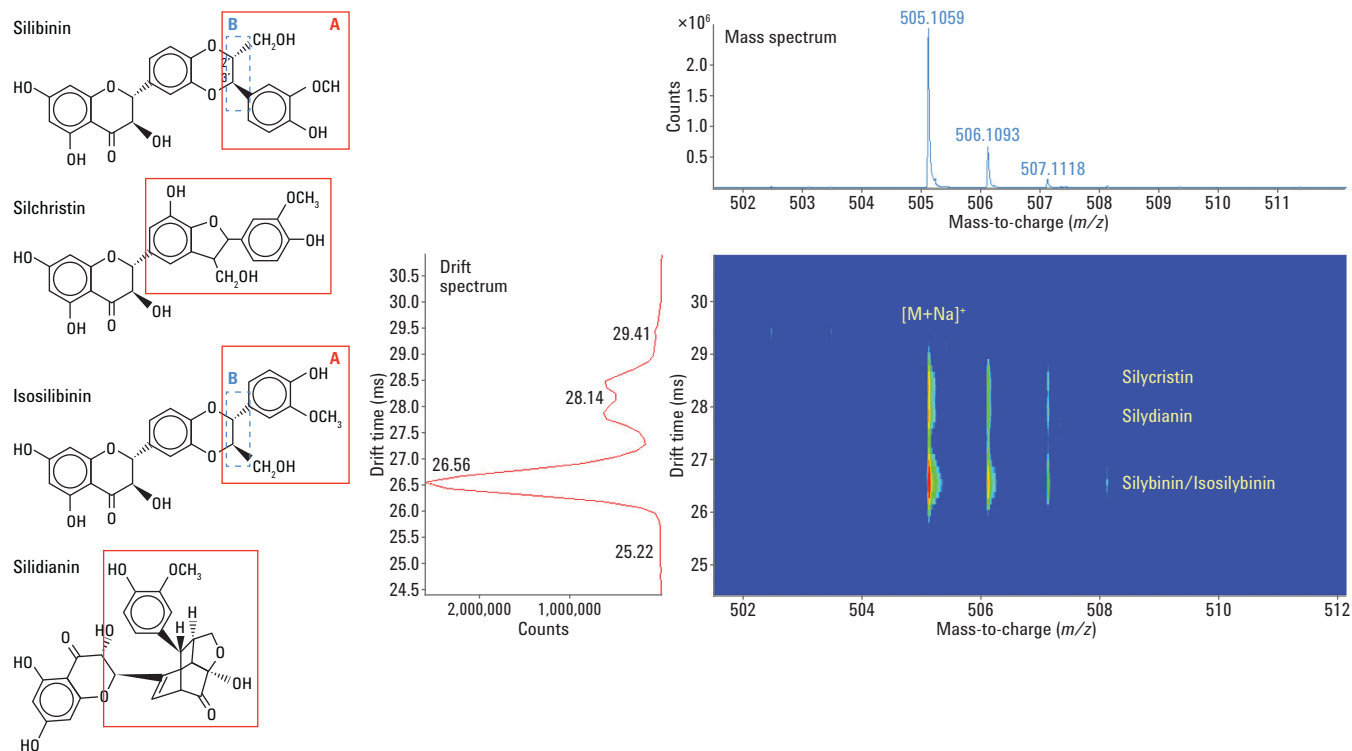 Silibinin
B
A
O
CH2OH
2′
3′
HO
O
O
OCH
OH
OH
O
OH
Silchristin
OH
O
OCH3
OH
HO
O
CH2OH
OH
OH
O
Isosilibinin
B
A
OH
O
OCH3
HO
O
O
CH2OH
OH
OH
O
Silidianin
HO
OCH3
H
HO
H
O
O
OH
OH
O
O
HO
Mass spectrum
×10⁶
Counts
2.0
1.5
1.0
0.5
505.1059
506.1093
507.1118
502
503
504
505
506
507
508
509
510
511
Mass-to-charge (m/z)
Drift
spectrum
Drift time (ms)
30.5
30.0
29.5
29.0
28.5
28.0
27.5
27.0
26.5
26.0
25.5
25.0
24.5
29.41
28.14
26.56
25.22
2,000,000
1,000,000
Counts
Drift time (ms)
30
29
28
27
26
25
[M+Na]⁺
Silycristin
Silydianin
Silybinin/Isosilybinin
502
504
506
508
510
512
Mass-to-charge (m/z)